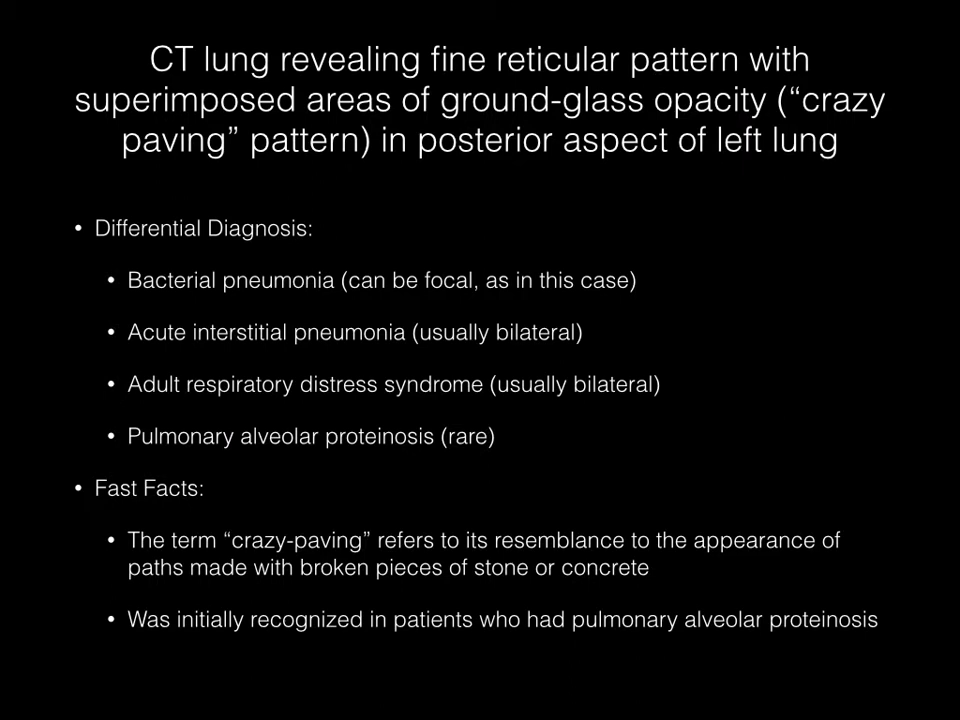 CT lung revealing fine reticular pattern with
superimposed areas of ground-glass opacity (“crazy
paving” pattern) in posterior aspect of left lung
• Differential Diagnosis:
• Bacterial pneumonia (can be focal, as in this case)
• Acute interstitial pneumonia (usually bilateral)
• Adult respiratory distress syndrome (usually bilateral)
• Pulmonary alveolar proteinosis (rare)
• Fast Facts:
• The term “crazy-paving” refers to its resemblance to the appearance of
paths made with broken pieces of stone or concrete
• Was initially recognized in patients who had pulmonary alveolar proteinosis